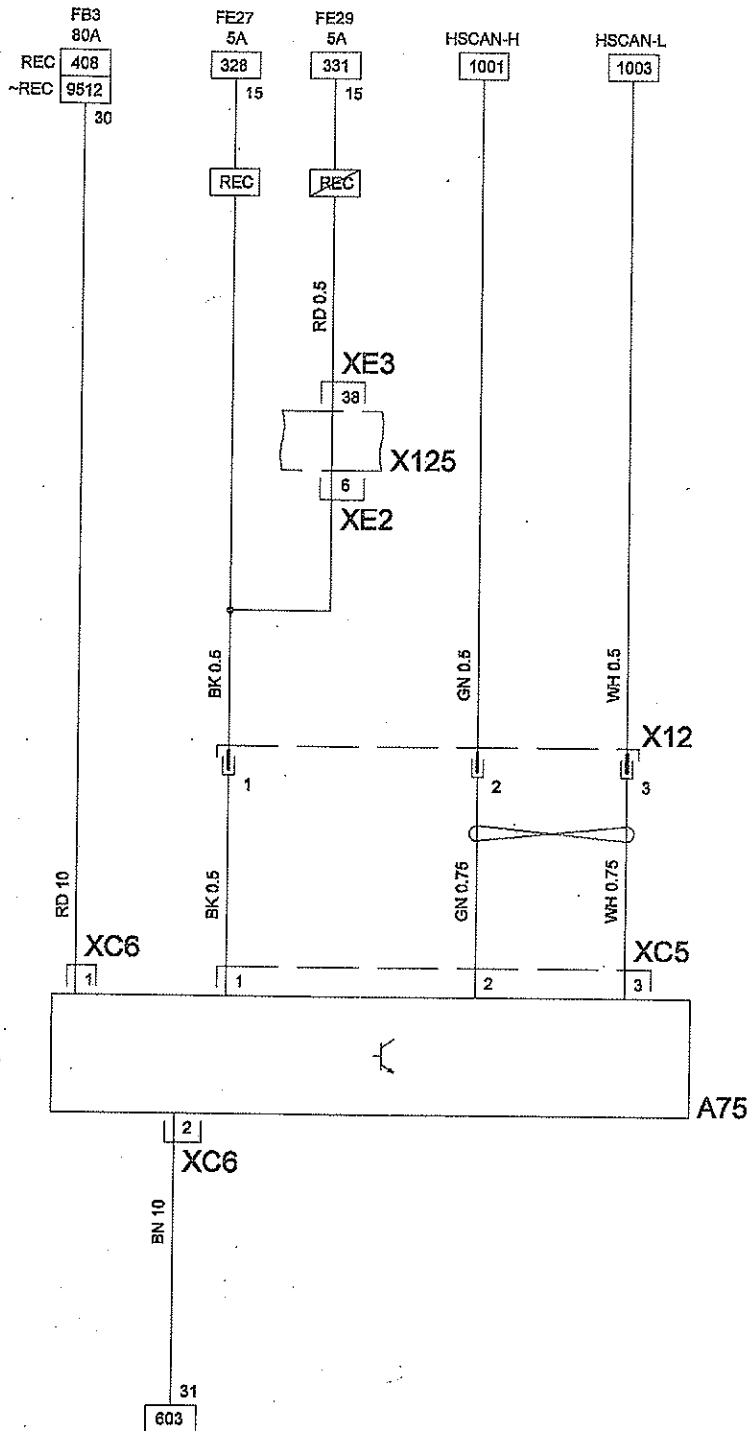 FB3
80A
REC 408
~REC 9512
30
FE27
5A
328
15
REC
FE29
5A
331
15
REC
HSCAN-H
1001
HSCAN-L
1003
RD 0.5
XE3
38
X125
6
XE2
BK 0.5
GN 0.5
WH 0.5
X12
1
2
3
RD 10
BK 0.5
GN 0.75
WH 0.75
XC6
1
1
2
3
XC5
A75
2
XC6
BN 10
31
603